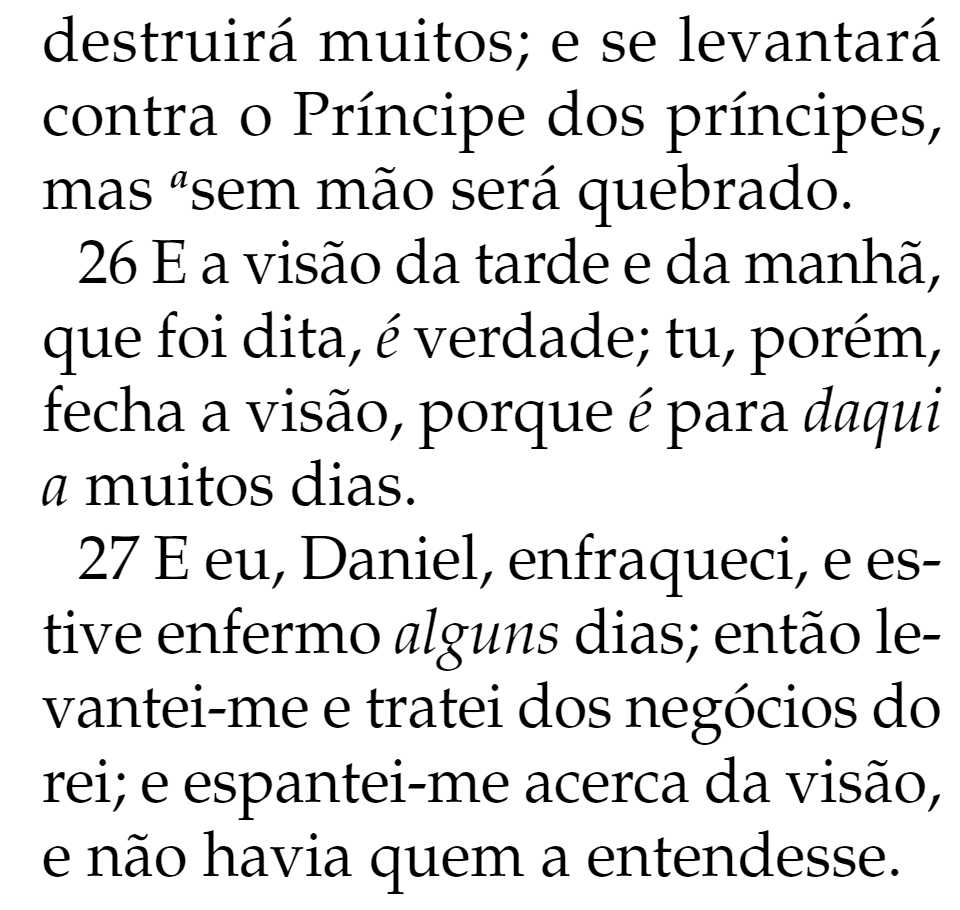 destruirá muitos; e se levantará
contra o Príncipe dos príncipes,
mas ᵃsem mão será quebrado.
26 E a visão da tarde e da manhã,
que foi dita, é verdade; tu, porém,
fecha a visão, porque é para daqui
a muitos dias.
27 E eu, Daniel, enfraqueci, e es-
tive enfermo alguns dias; então le-
vantei-me e tratei dos negócios do
rei; e espantei-me acerca da visão,
e não havia quem a entendesse.